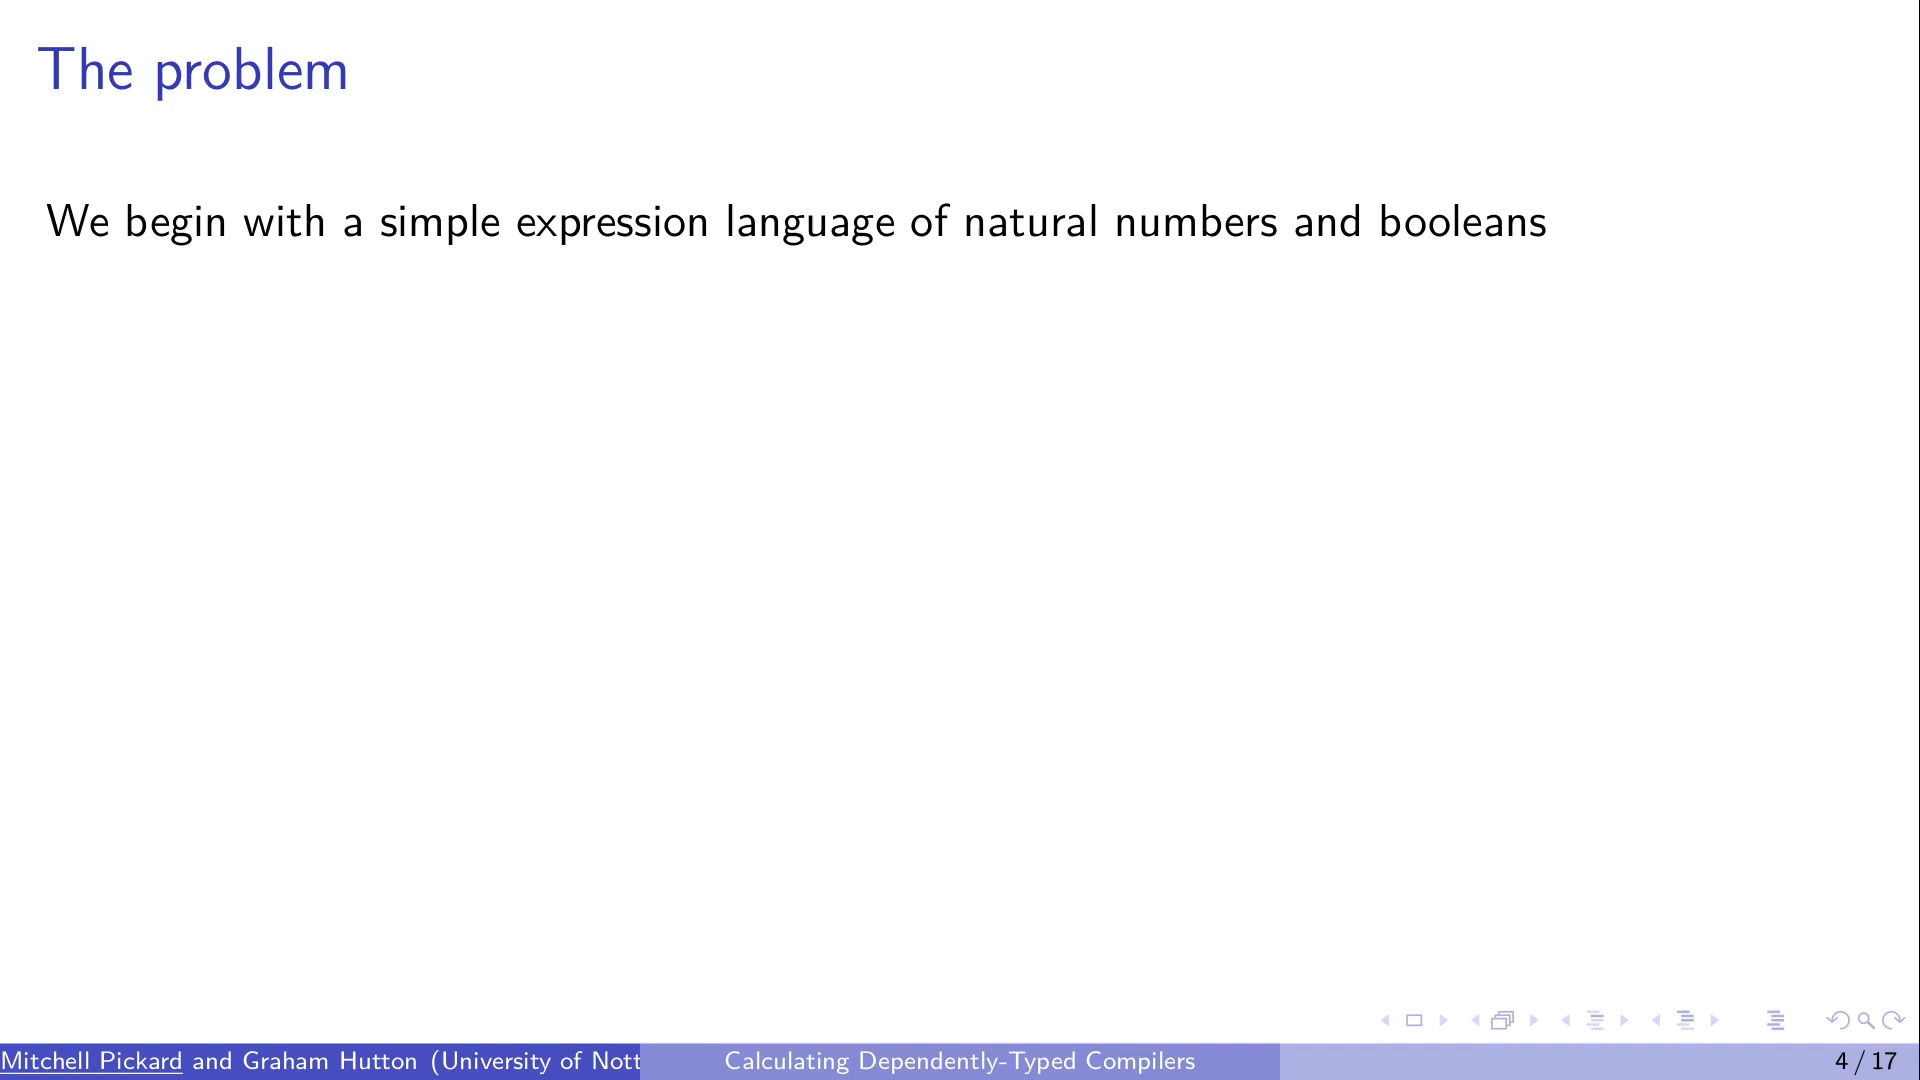 The problem
We begin with a simple expression language of natural numbers and booleans
Mitchell Pickard and Graham Hutton (University of Nott
Calculating Dependently-Typed Compilers
4 / 17